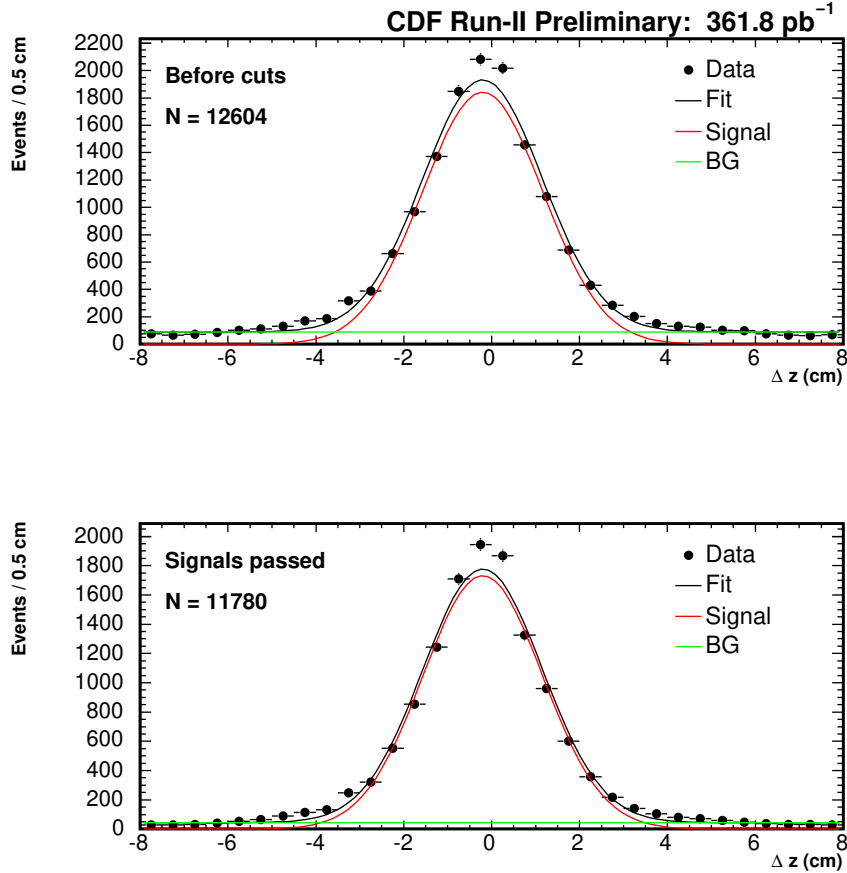 CDF Run-II Preliminary: 361.8 pb⁻¹
Events / 0.5 cm
2200
2000
1800
1600
1400
1200
1000
800
600
400
200
0
Before cuts
N = 12604
Data
Fit
Signal
BG
-8 -6 -4 -2 0 2 4 6 8
Δ z (cm)
Events / 0.5 cm
2000
1800
1600
1400
1200
1000
800
600
400
200
0
Signals passed
N = 11780
Data
Fit
Signal
BG
-8 -6 -4 -2 0 2 4 6 8
Δ z (cm)